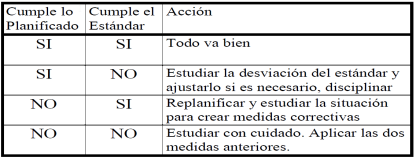 Cumple lo Planificado Cumple el Estándar Acción
SI SI Todo va bien
SI NO Estudiar la desviación del estándar y
ajustarlo si es necesario, disciplinar
NO SI Replanificar y estudiar la situación
para crear medidas correctivas
NO NO Estudiar con cuidado. Aplicar las dos
medidas anteriores.